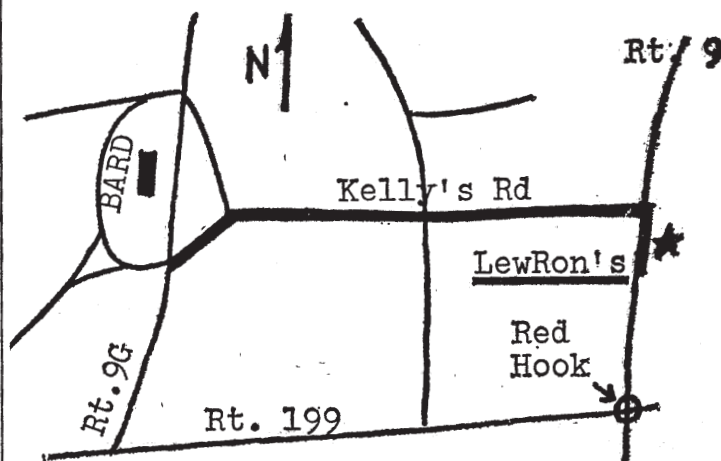 N
Rt. 9
BARD
Kelly's Rd
LewRon's
Red
Hook
Rt.9G
Rt. 199